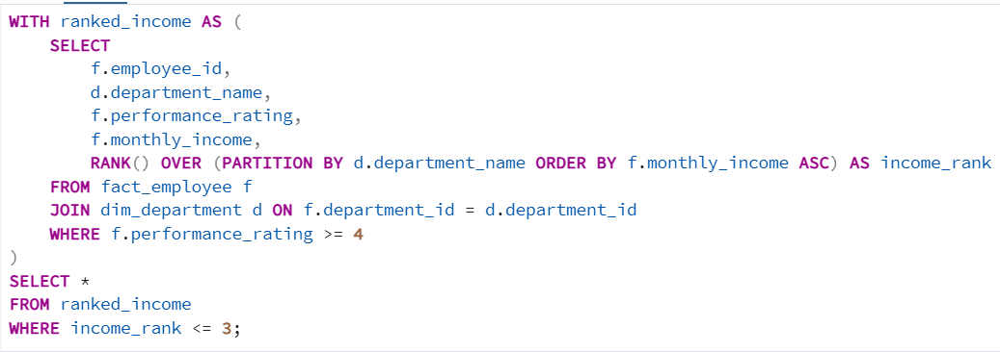 WITH ranked_income AS (
    SELECT
        f.employee_id,
        d.department_name,
        f.performance_rating,
        f.monthly_income,
        RANK() OVER (PARTITION BY d.department_name ORDER BY f.monthly_income ASC) AS income_rank
    FROM fact_employee f
    JOIN dim_department d ON f.department_id = d.department_id
    WHERE f.performance_rating >= 4
)
SELECT *
FROM ranked_income
WHERE income_rank <= 3;